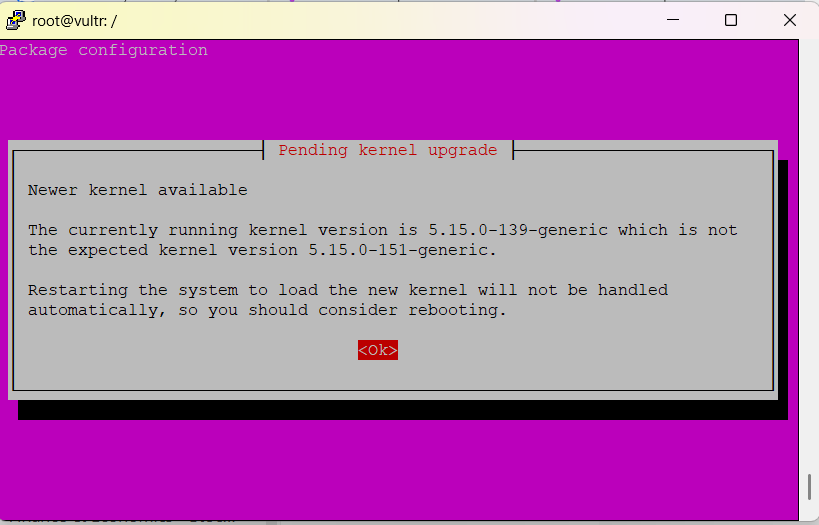 root@vultr: /
Package configuration
Pending kernel upgrade
Newer kernel available
The currently running kernel version is 5.15.0-139-generic which is not
the expected kernel version 5.15.0-151-generic.
Restarting the system to load the new kernel will not be handled
automatically, so you should consider rebooting.
<Ok>